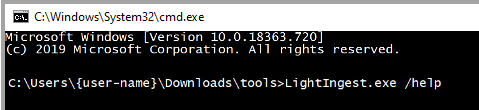 C:\Windows\System32\cmd.exe
Microsoft Windows [Version 10.0.18363.720]
(c) 2019 Microsoft Corporation. All rights reserved.
C:\Users\{user-name}\Downloads\tools>LightIngest.exe /help